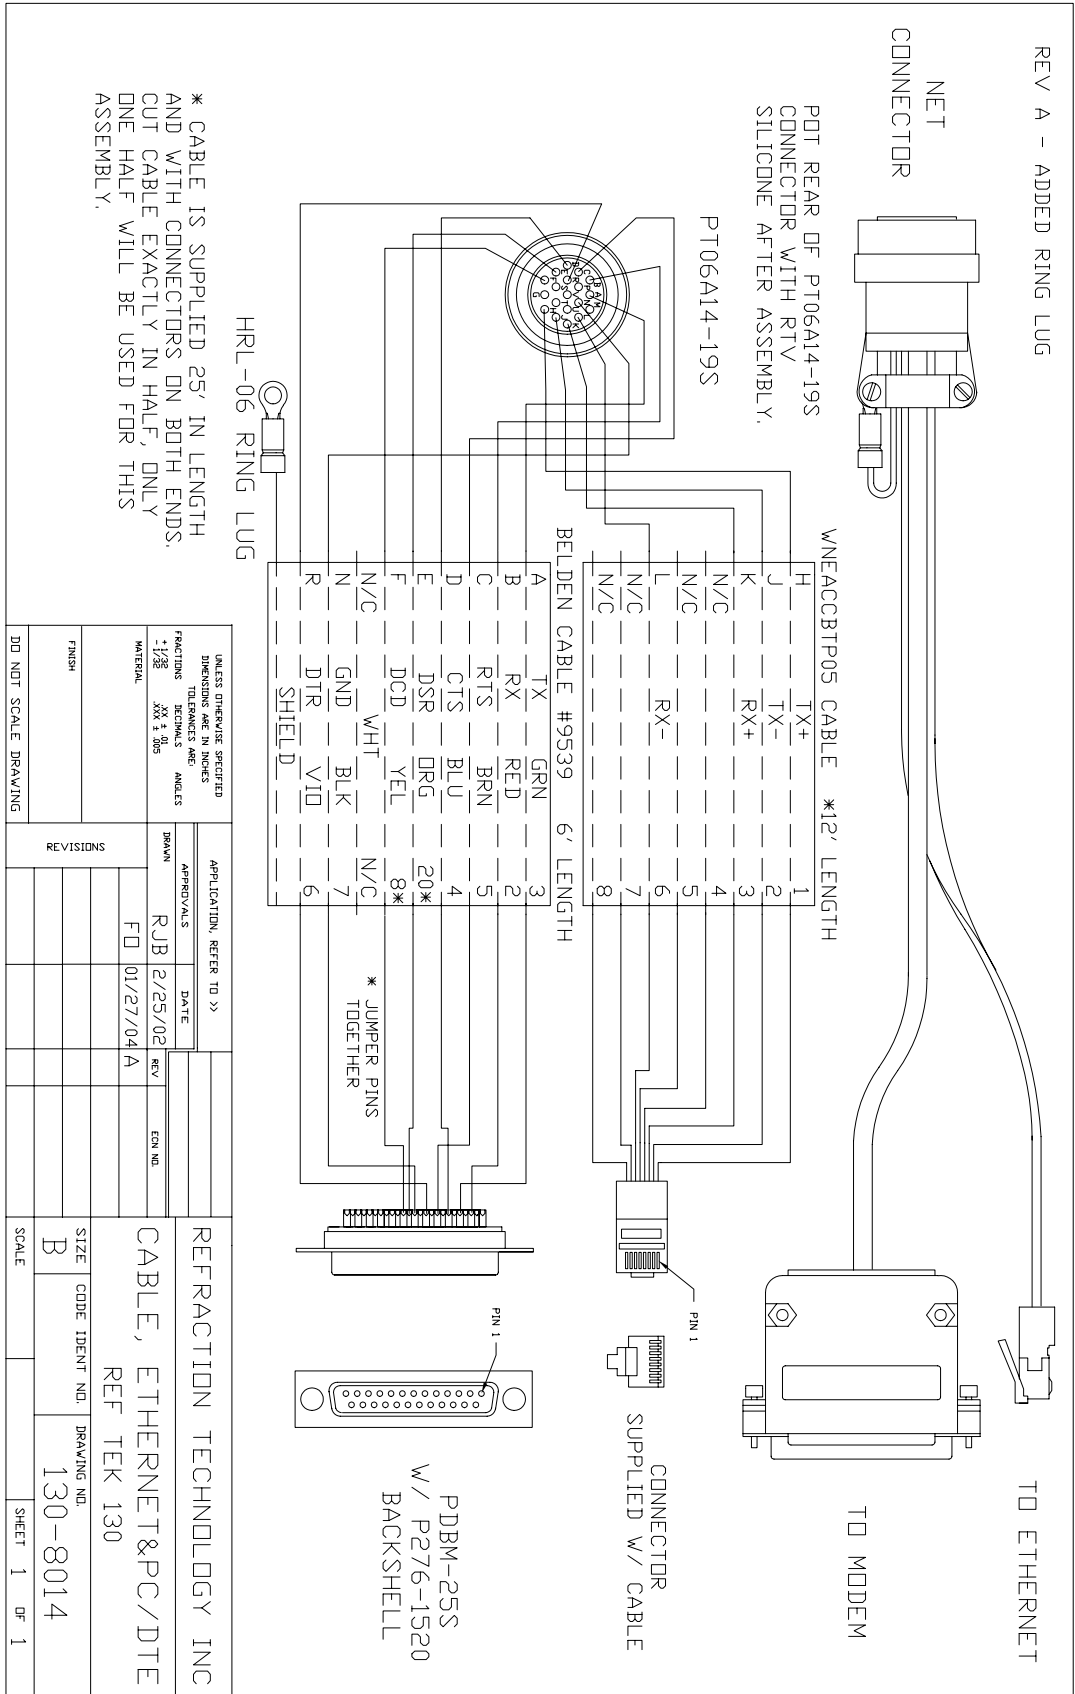 REV A - ADDED RING LUG
NET
CONNECTOR
TO ETHERNET
TO MODEM
POT REAR OF PT06A14-19S
CONNECTOR WITH RTV
SILICONE AFTER ASSEMBLY.
PT06A14-19S
WNEACCBTP05 CABLE *12' LENGTH
H TX+ 1
J TX- 2
K RX+ 3
N/C 4
N/C 5
L RX- 6
N/C 7
N/C 8
PIN 1
CONNECTOR
SUPPLIED W/ CABLE
BELDEN CABLE #9539 6' LENGTH
A TX GRN 3
B RX RED 2
C RTS BRN 5
D CTS BLU 4
E DSR ORG 20*
F DCD YEL 8*
N/C WHT N/C
N GND BLK 7
R DTR VIO 6
SHIELD
* JUMPER PINS
TOGETHER
PIN 1
PDBM-25S
W/ P276-1520
BACKSHELL
HRL-06 RING LUG
* CABLE IS SUPPLIED 25' IN LENGTH
AND WITH CONNECTORS ON BOTH ENDS.
CUT CABLE EXACTLY IN HALF, ONLY
ONE HALF WILL BE USED FOR THIS
ASSEMBLY.
UNLESS OTHERWISE SPECIFIED
DIMENSIONS ARE IN INCHES
TOLERANCES ARE:
FRACTIONS DECIMALS ANGLES
+1/32 .XX ± .01
-1/32 .XXX ± .005
MATERIAL
FINISH
DO NOT SCALE DRAWING
APPLICATION, REFER TO >>
APPROVALS DATE
DRAWN RJB 2/25/02
REV ECN NO.
REVISIONS
FO 01/27/04 A
REFRACTION TECHNOLOGY INC
CABLE, ETHERNET&PC/DTE
REF TEK 130
SIZE CODE IDENT NO. DRAWING NO.
B 130-8014
SCALE SHEET 1 OF 1